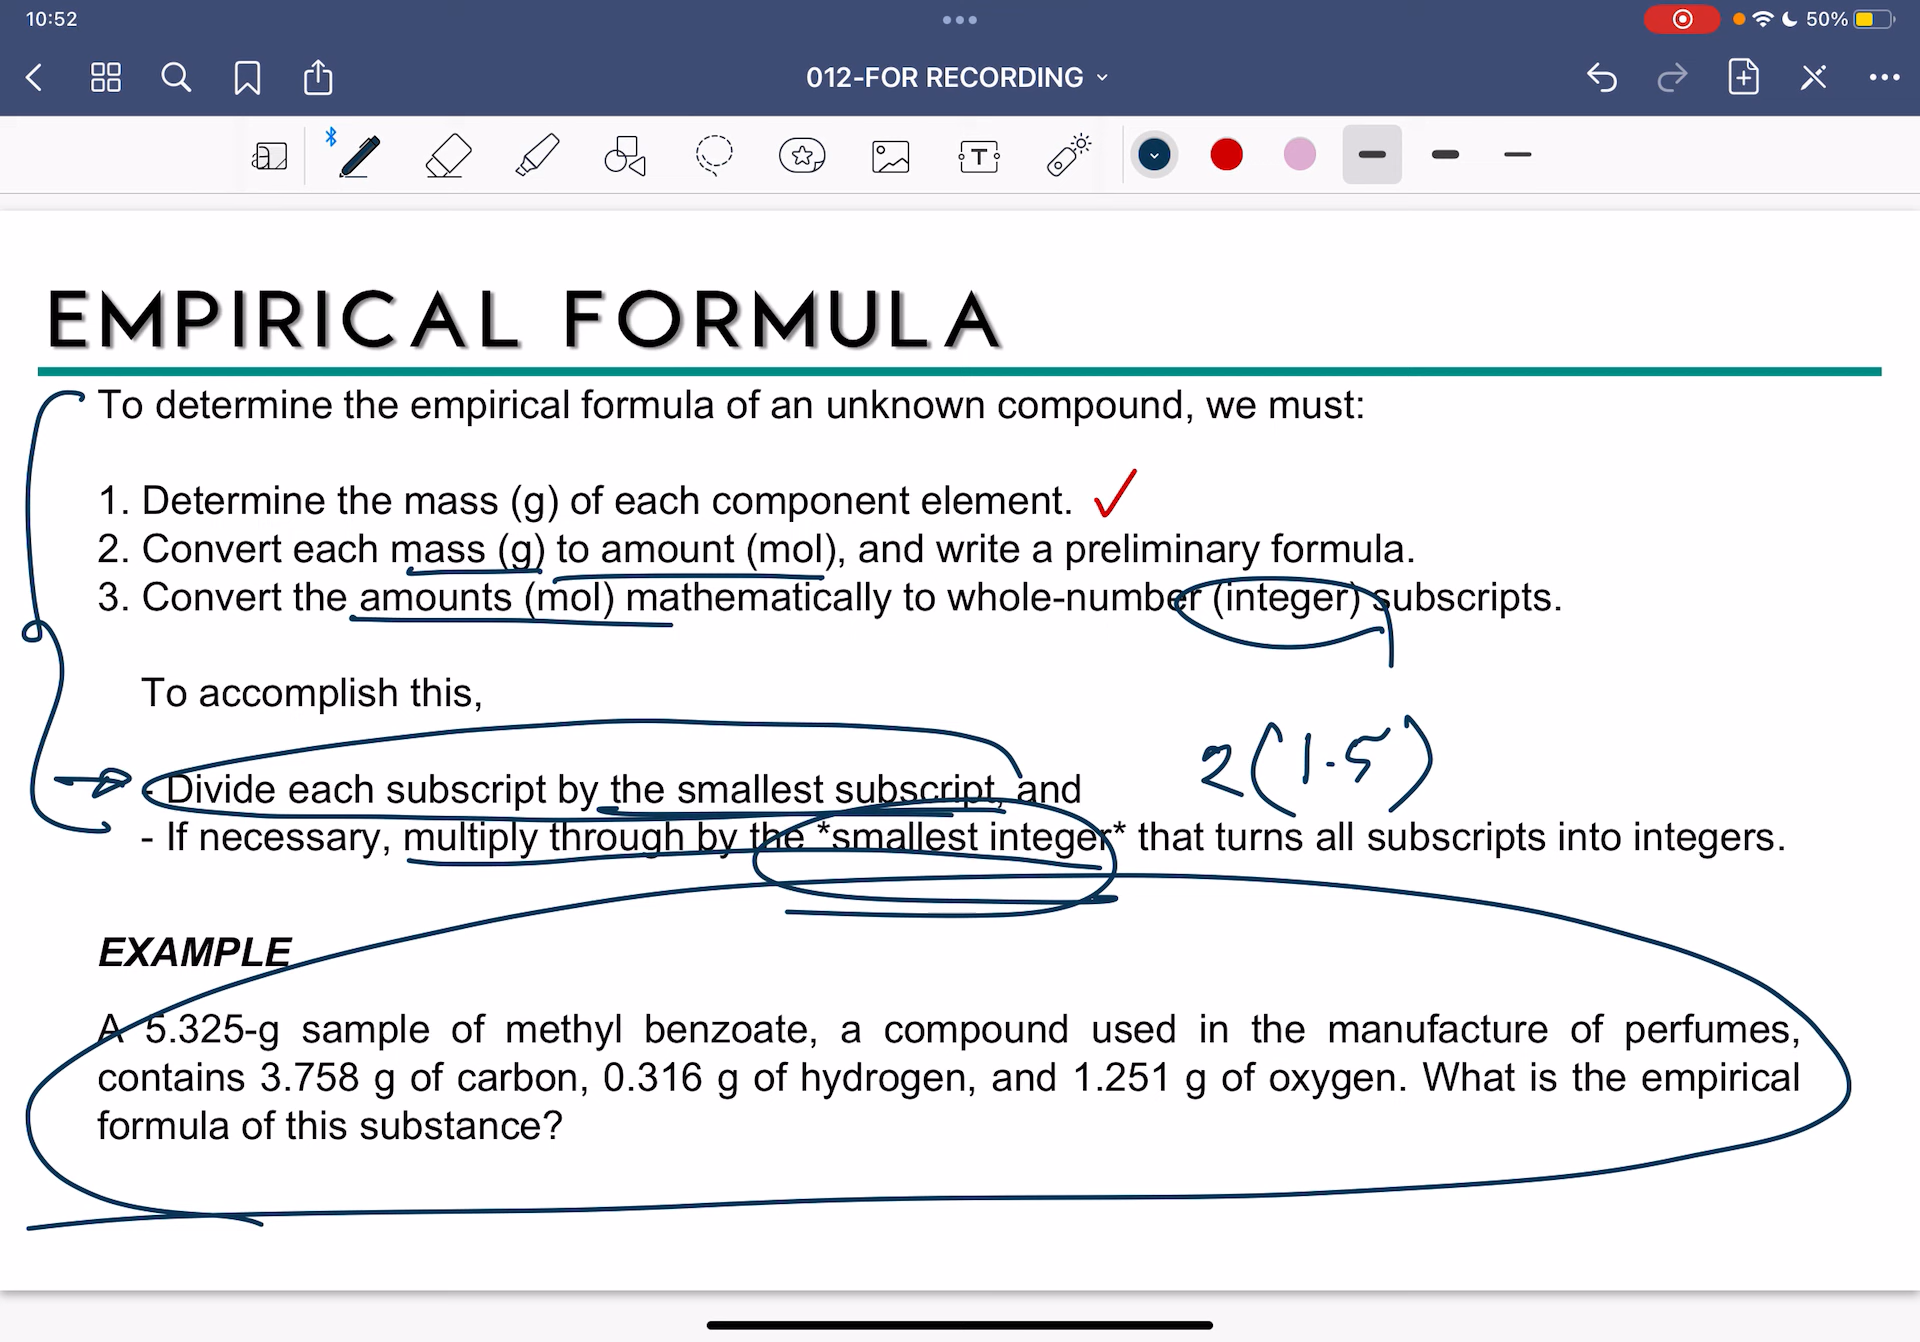 10:52
50%
012-FOR RECORDING
T
EMPIRICAL FORMULA
To determine the empirical formula of an unknown compound, we must:
1. Determine the mass (g) of each component element. ✓
2. Convert each mass (g) to amount (mol), and write a preliminary formula.
3. Convert the amounts (mol) mathematically to whole-number (integer) subscripts.
To accomplish this,
- Divide each subscript by the smallest subscript, and
2(1.5)
- If necessary, multiply through by the *smallest integer* that turns all subscripts into integers.
EXAMPLE
A 5.325-g sample of methyl benzoate, a compound used in the manufacture of perfumes,
contains 3.758 g of carbon, 0.316 g of hydrogen, and 1.251 g of oxygen. What is the empirical
formula of this substance?